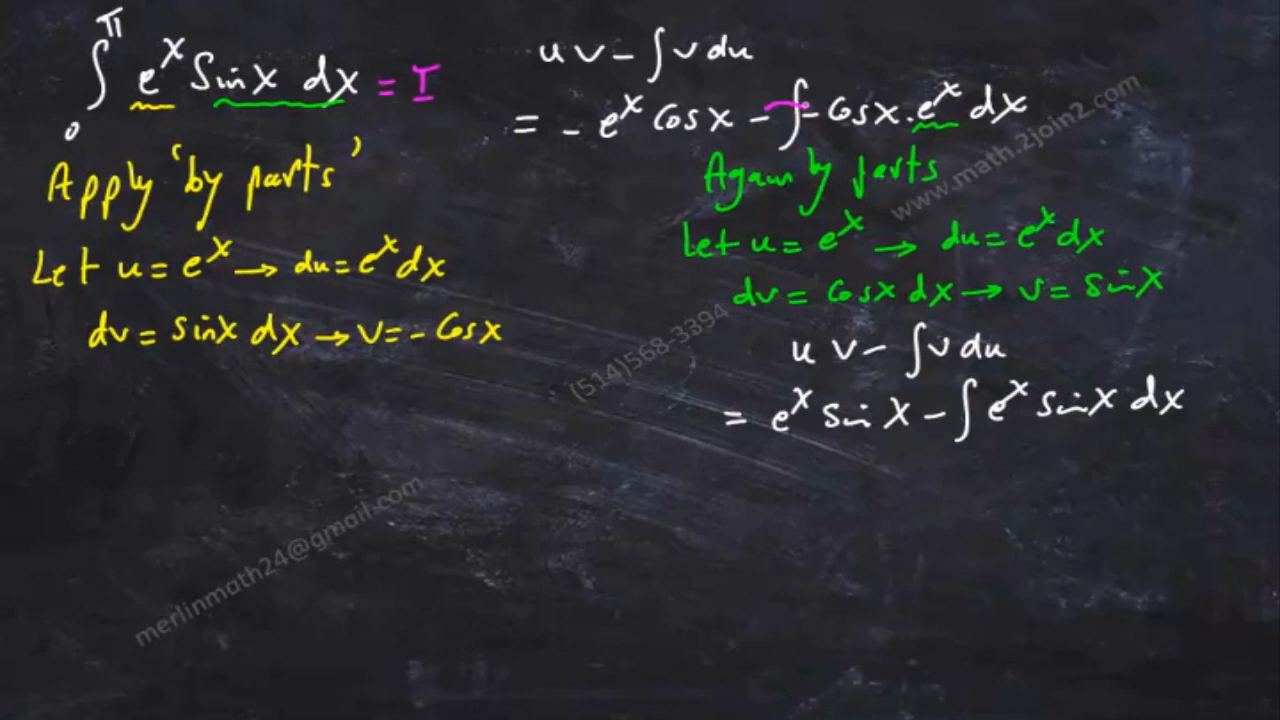 ∫₀^π e^x Sin x dx = I
Apply 'by parts'
Let u = e^x → du = e^x dx
dv = sin x dx → v = - Cos x
u v - ∫ v du
= - e^x Cos x - ∫ - Cos x . e^x dx
Again by parts
Let u = e^x → du = e^x dx
dv = Cos x dx → v = sin x
u v - ∫ v du
= e^x sin x - ∫ e^x sin x dx
www.math.2join2.com
(514)568-3394
merlinmath24@gmail.com